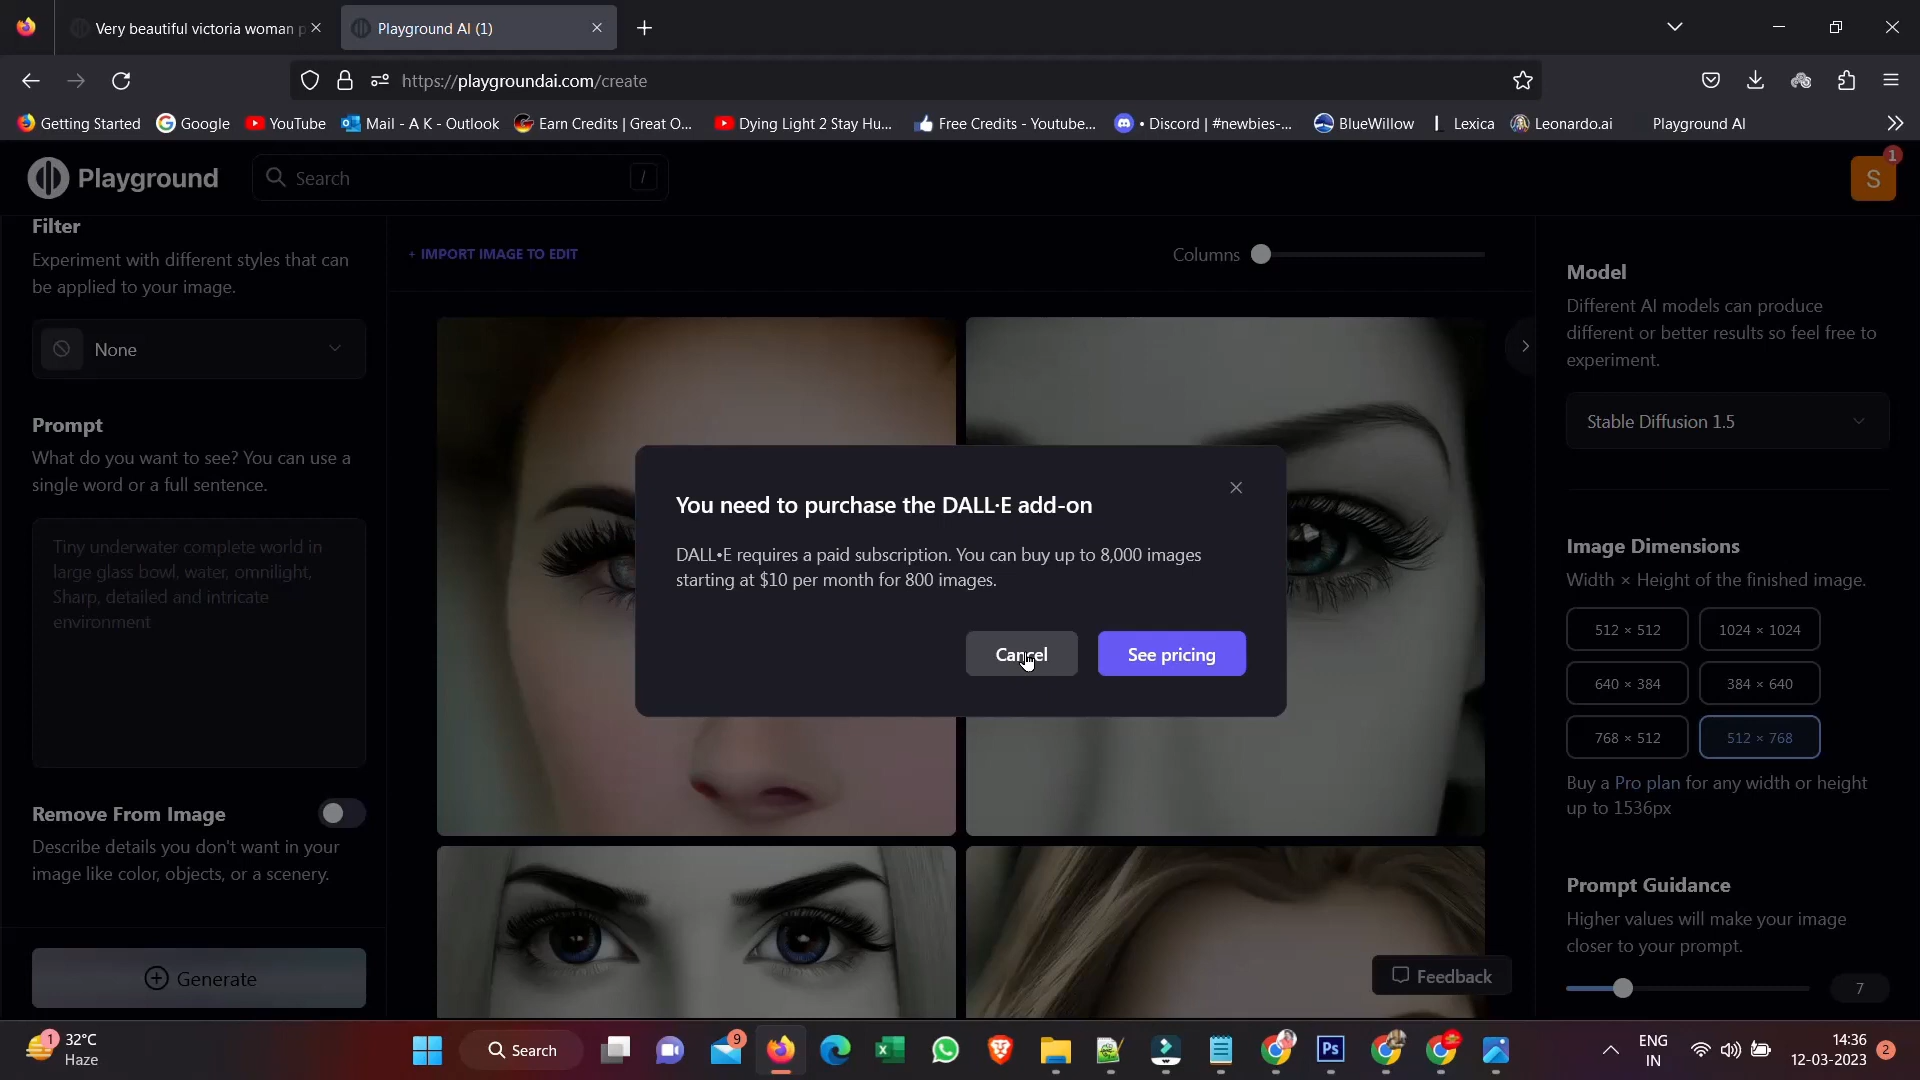 Very beautiful victoria woman p
Playground AI (1)
https://playgroundai.com/create
Getting Started
Google
YouTube
Mail - A K - Outlook
Earn Credits | Great O...
Dying Light 2 Stay Hu...
Free Credits - Youtube...
• Discord | #newbies-...
BlueWillow
Lexica
Leonardo.ai
Playground AI
Playground
Search
/
1
S
Filter
Experiment with different styles that can
be applied to your image.
None
Prompt
What do you want to see? You can use a
single word or a full sentence.
Tiny underwater complete world in
large glass bowl, water, omnilight,
Sharp, detailed and intricate
environment
Remove From Image
Describe details you don't want in your
image like color, objects, or a scenery.
Generate
+ IMPORT IMAGE TO EDIT
Columns
You need to purchase the DALL·E add-on
DALL•E requires a paid subscription. You can buy up to 8,000 images
starting at $10 per month for 800 images.
Cancel
See pricing
Feedback
Model
Different AI models can produce
different or better results so feel free to
experiment.
Stable Diffusion 1.5
Image Dimensions
Width × Height of the finished image.
512 × 512
1024 × 1024
640 × 384
384 × 640
768 × 512
512 × 768
Buy a Pro plan for any width or height
up to 1536px
Prompt Guidance
Higher values will make your image
closer to your prompt.
7
1
32°C
Haze
Search
9
Ps
ENG
IN
14:36
12-03-2023
2